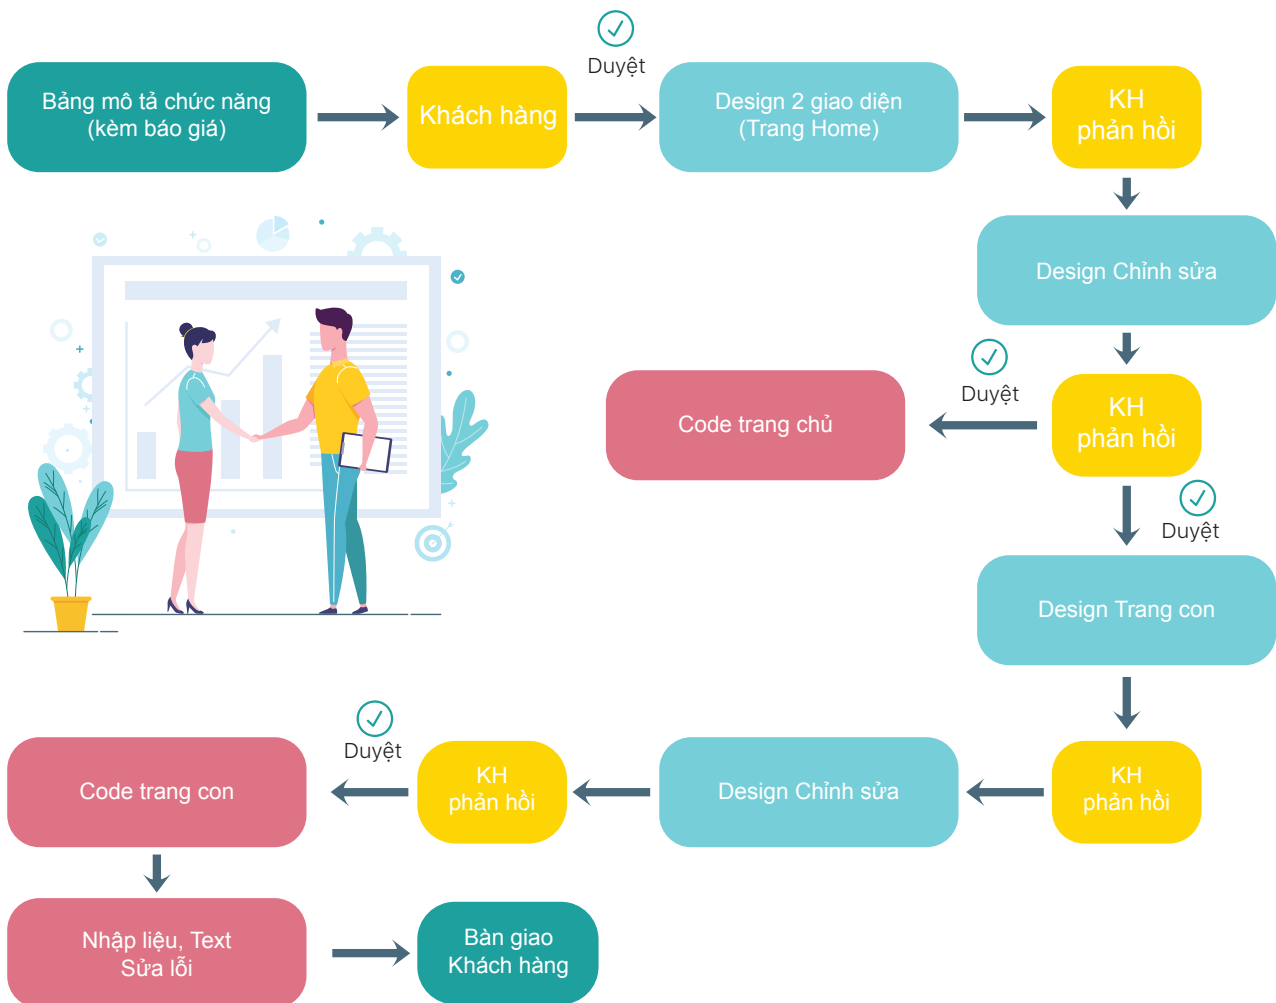 Duyệt
Bảng mô tả chức năng
(kèm báo giá)
Khách hàng
Design 2 giao diện
(Trang Home)
KH
phản hồi
Design Chỉnh sửa
Duyệt
Code trang chủ
KH
phản hồi
Duyệt
Design Trang con
Duyệt
Code trang con
KH
phản hồi
Design Chỉnh sửa
KH
phản hồi
Nhập liệu, Text
Sửa lỗi
Bàn giao
Khách hàng